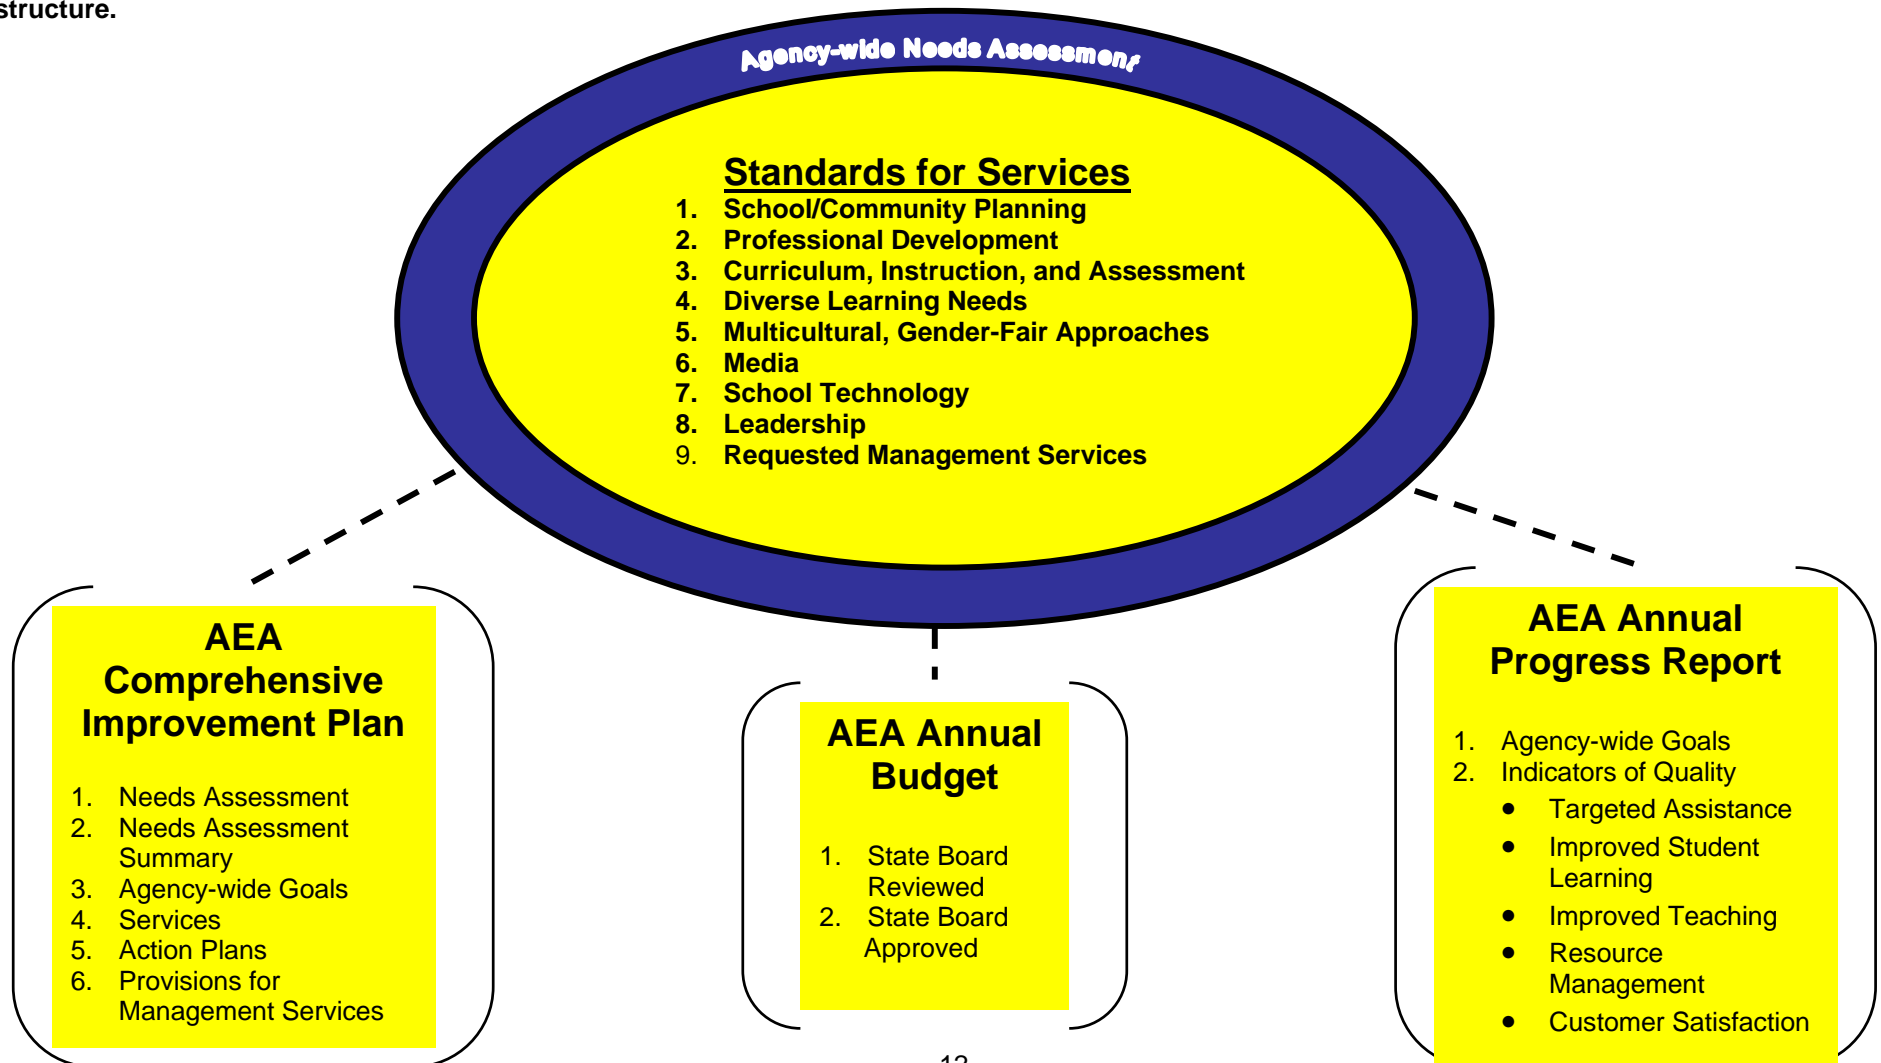 structure.
Agency-wide Needs Assessment
Standards for Services
1. School/Community Planning
2. Professional Development
3. Curriculum, Instruction, and Assessment
4. Diverse Learning Needs
5. Multicultural, Gender-Fair Approaches
6. Media
7. School Technology
8. Leadership
9. Requested Management Services
AEA
Comprehensive
Improvement Plan
1. Needs Assessment
2. Needs Assessment
Summary
3. Agency-wide Goals
4. Services
5. Action Plans
6. Provisions for
Management Services
AEA Annual
Budget
1. State Board
Reviewed
2. State Board
Approved
AEA Annual
Progress Report
1. Agency-wide Goals
2. Indicators of Quality
• Targeted Assistance
• Improved Student
Learning
• Improved Teaching
• Resource
Management
• Customer Satisfaction